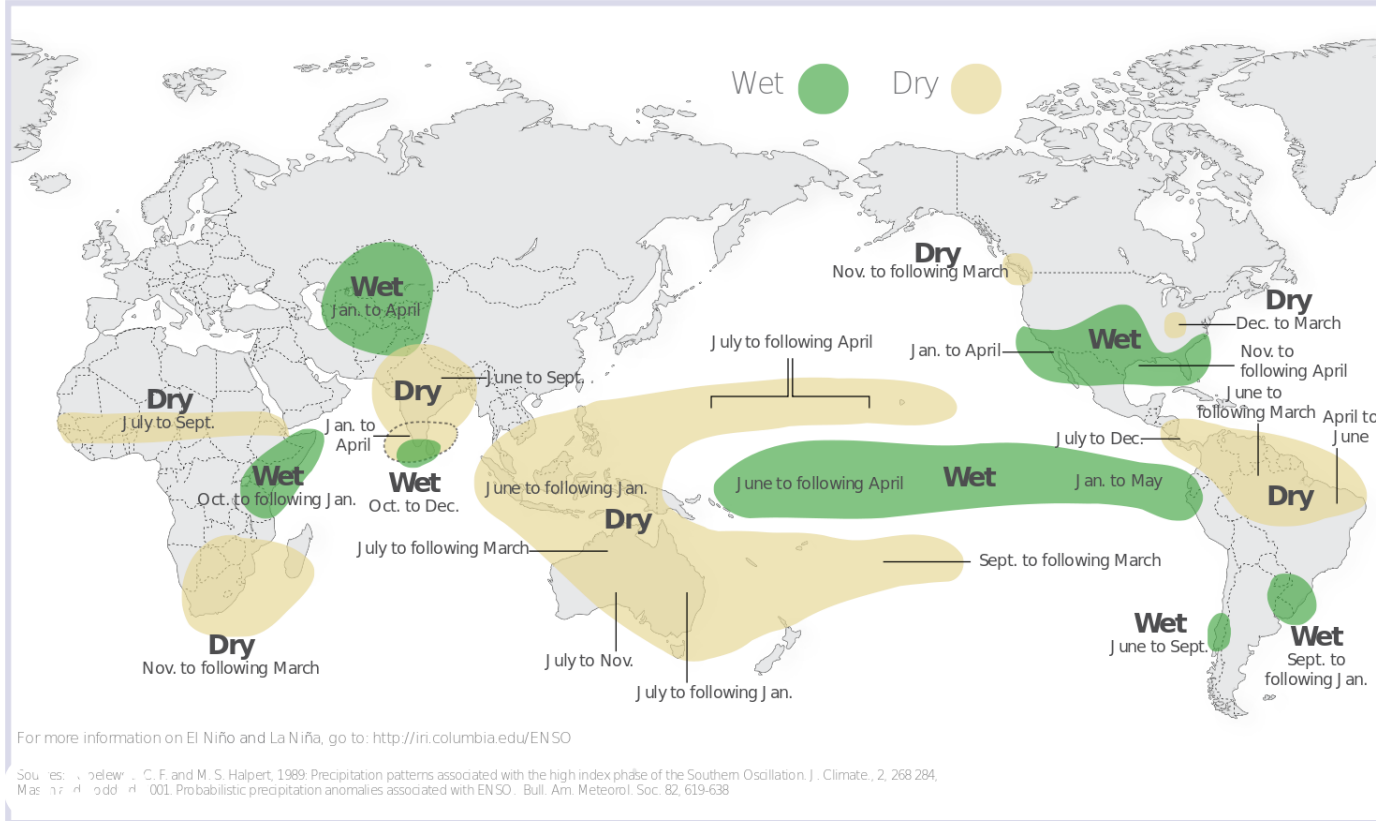 Wet
Dry
Dry
Nov. to following March
Wet
Jan. to April
Dry
Dec. to March
Wet
Jan. to April
Nov. to
following April
July to following April
June to Sept.
Dry
Dry
July to Sept.
Jan. to
April
June to
following March
April to
June
July to Dec.
Wet
Oct. to following Jan.
Wet
Oct. to Dec.
June to following Jan.
Dry
June to following April
Wet
Jan. to May
Dry
July to following March
Sept. to following March
Dry
Nov. to following March
July to Nov.
July to following Jan.
Wet
June to Sept.
Wet
Sept. to
following Jan.
For more information on El Niño and La Niña, go to: http://iri.columbia.edu/ENSO
C. F. and M. S. Halpert, 1989: Precipitation patterns associated with the high index phase of the Southern Oscillation. J. Climate., 2, 268 284,
001. Probabilistic precipitation anomalies associated with ENSO. Bull. Am. Meteorol. Soc. 82, 619-638